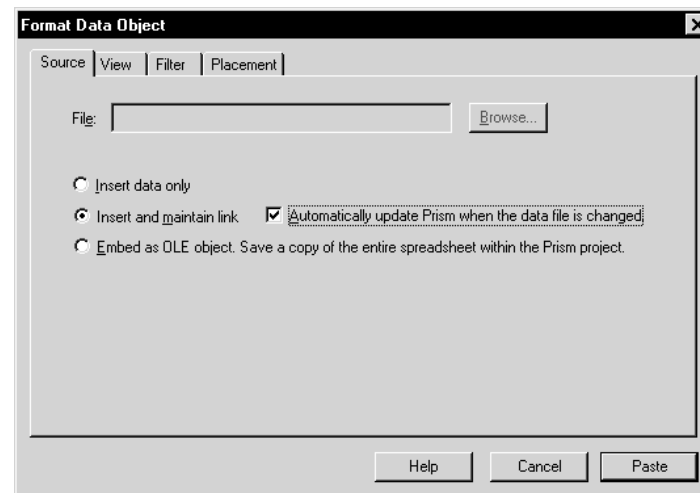 Format Data Object
Source View Filter Placement
File: Browse...
Insert data only
Insert and maintain link Automatically update Prism when the data file is changed
Embed as OLE object. Save a copy of the entire spreadsheet within the Prism project.
Help Cancel Paste